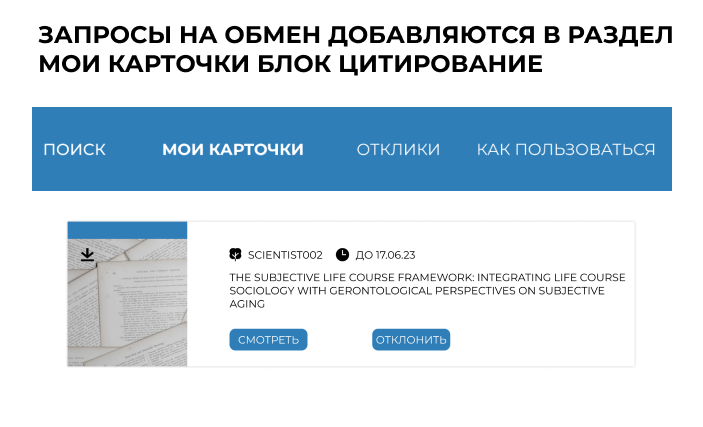 ЗАПРОСЫ НА ОБМЕН ДОБАВЛЯЮТСЯ В РАЗДЕЛ
МОИ КАРТОЧКИ БЛОК ЦИТИРОВАНИЕ
ПОИСК МОИ КАРТОЧКИ ОТКЛИКИ КАК ПОЛЬЗОВАТЬСЯ
SCIENTIST002 ДО 17.06.23
THE SUBJECTIVE LIFE COURSE FRAMEWORK: INTEGRATING LIFE COURSE
SOCIOLOGY WITH GERONTOLOGICAL PERSPECTIVES ON SUBJECTIVE
AGING
СМОТРЕТЬ ОТКЛОНИТЬ